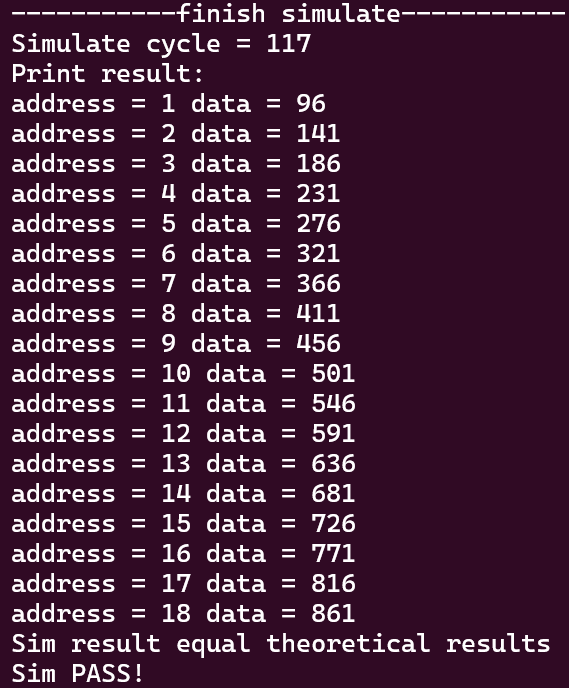 -----------finish simulate-----------
Simulate cycle = 117
Print result:
address = 1 data = 96
address = 2 data = 141
address = 3 data = 186
address = 4 data = 231
address = 5 data = 276
address = 6 data = 321
address = 7 data = 366
address = 8 data = 411
address = 9 data = 456
address = 10 data = 501
address = 11 data = 546
address = 12 data = 591
address = 13 data = 636
address = 14 data = 681
address = 15 data = 726
address = 16 data = 771
address = 17 data = 816
address = 18 data = 861
Sim result equal theoretical results
Sim PASS!